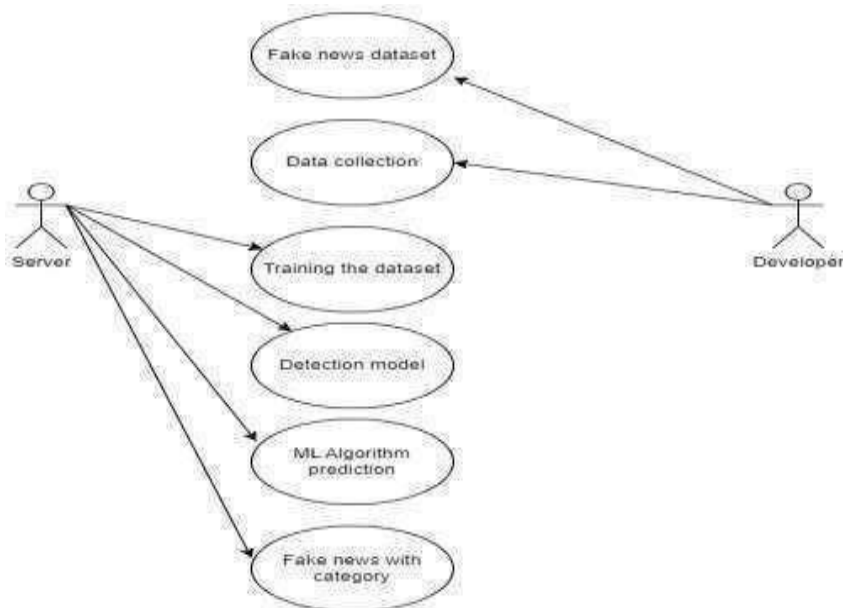 Fake news dataset
Data collection
Server
Developer
Training the dataset
Detection model
ML Algorithm
prediction
Fake news with
category